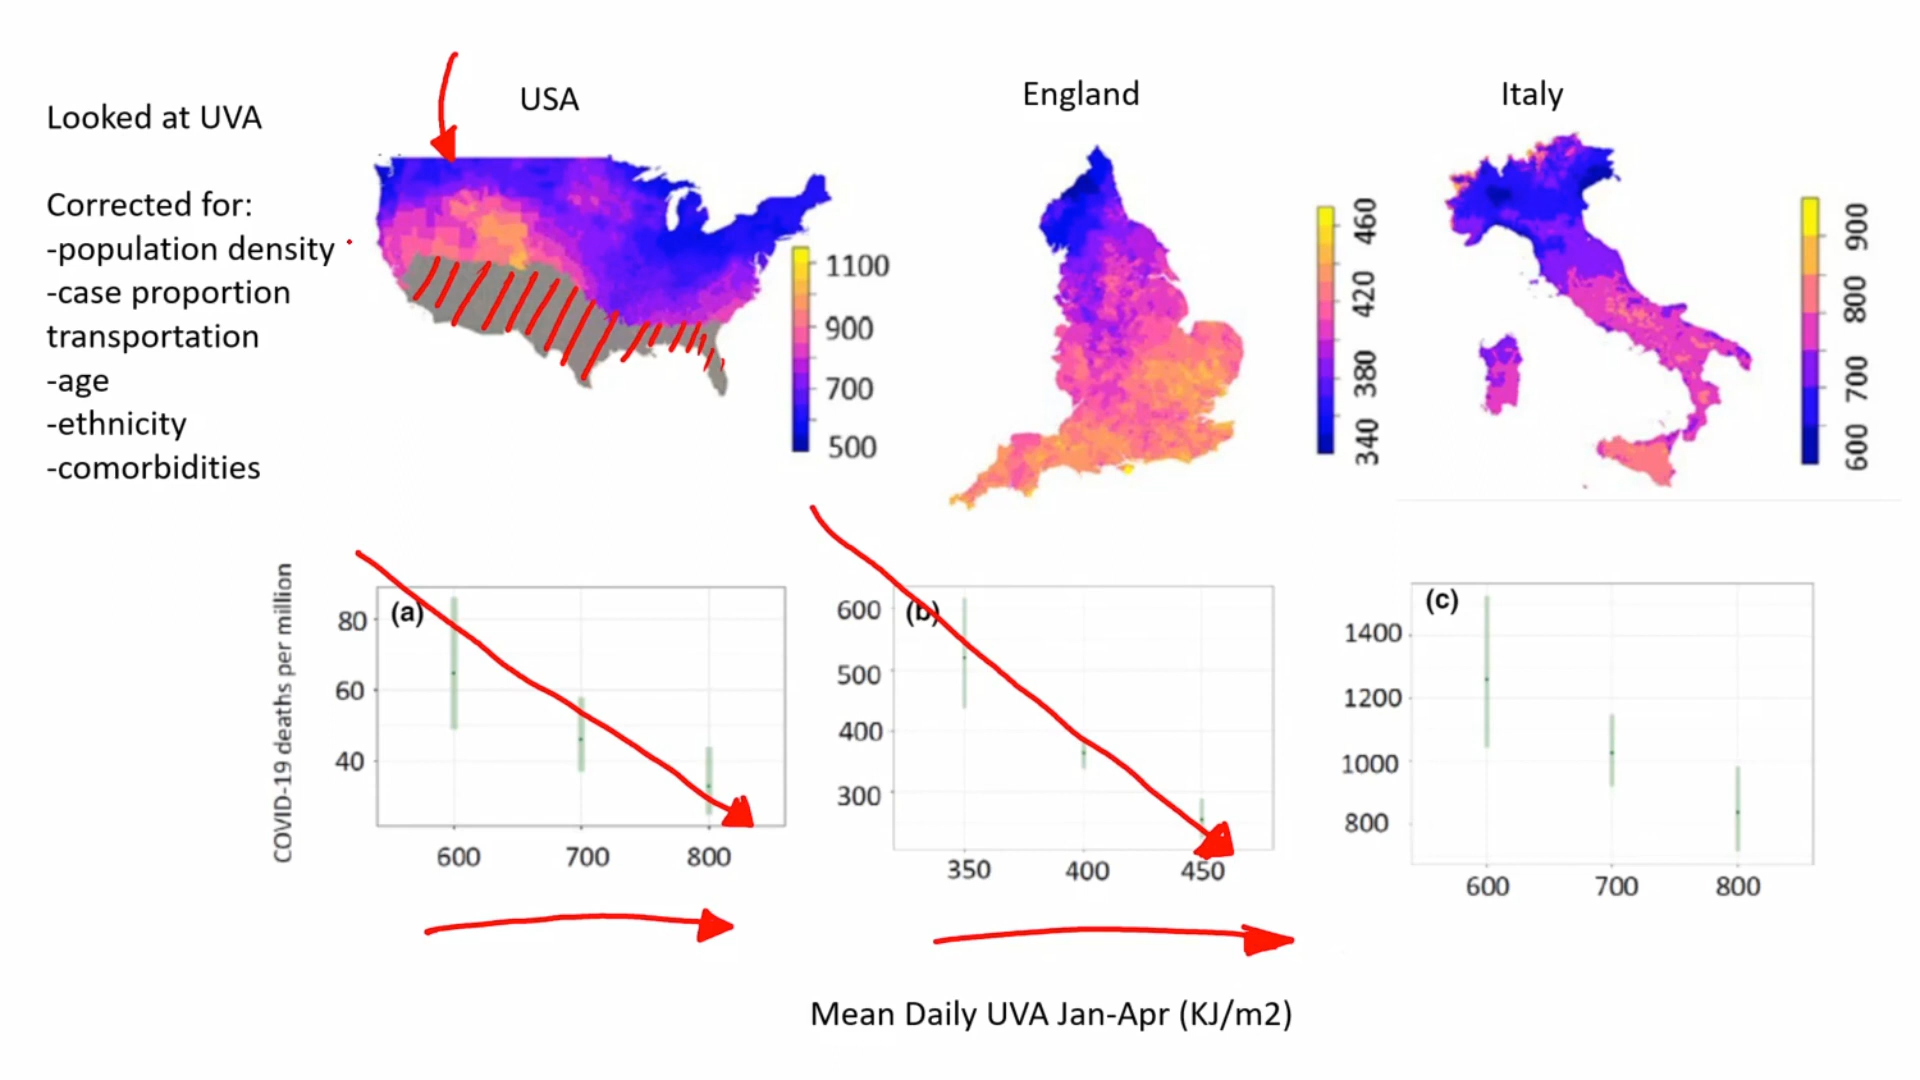 Looked at UVA
Corrected for:
-population density
-case proportion
transportation
-age
-ethnicity
-comorbidities
USA
1100
900
700
500
England
460
420
380
340
Italy
900
800
700
600
COVID-19 deaths per million
(a)
80
60
40
600 700 800
(b)
600
500
400
300
350 400 450
(c)
1400
1200
1000
800
600 700 800
Mean Daily UVA Jan-Apr (KJ/m2)